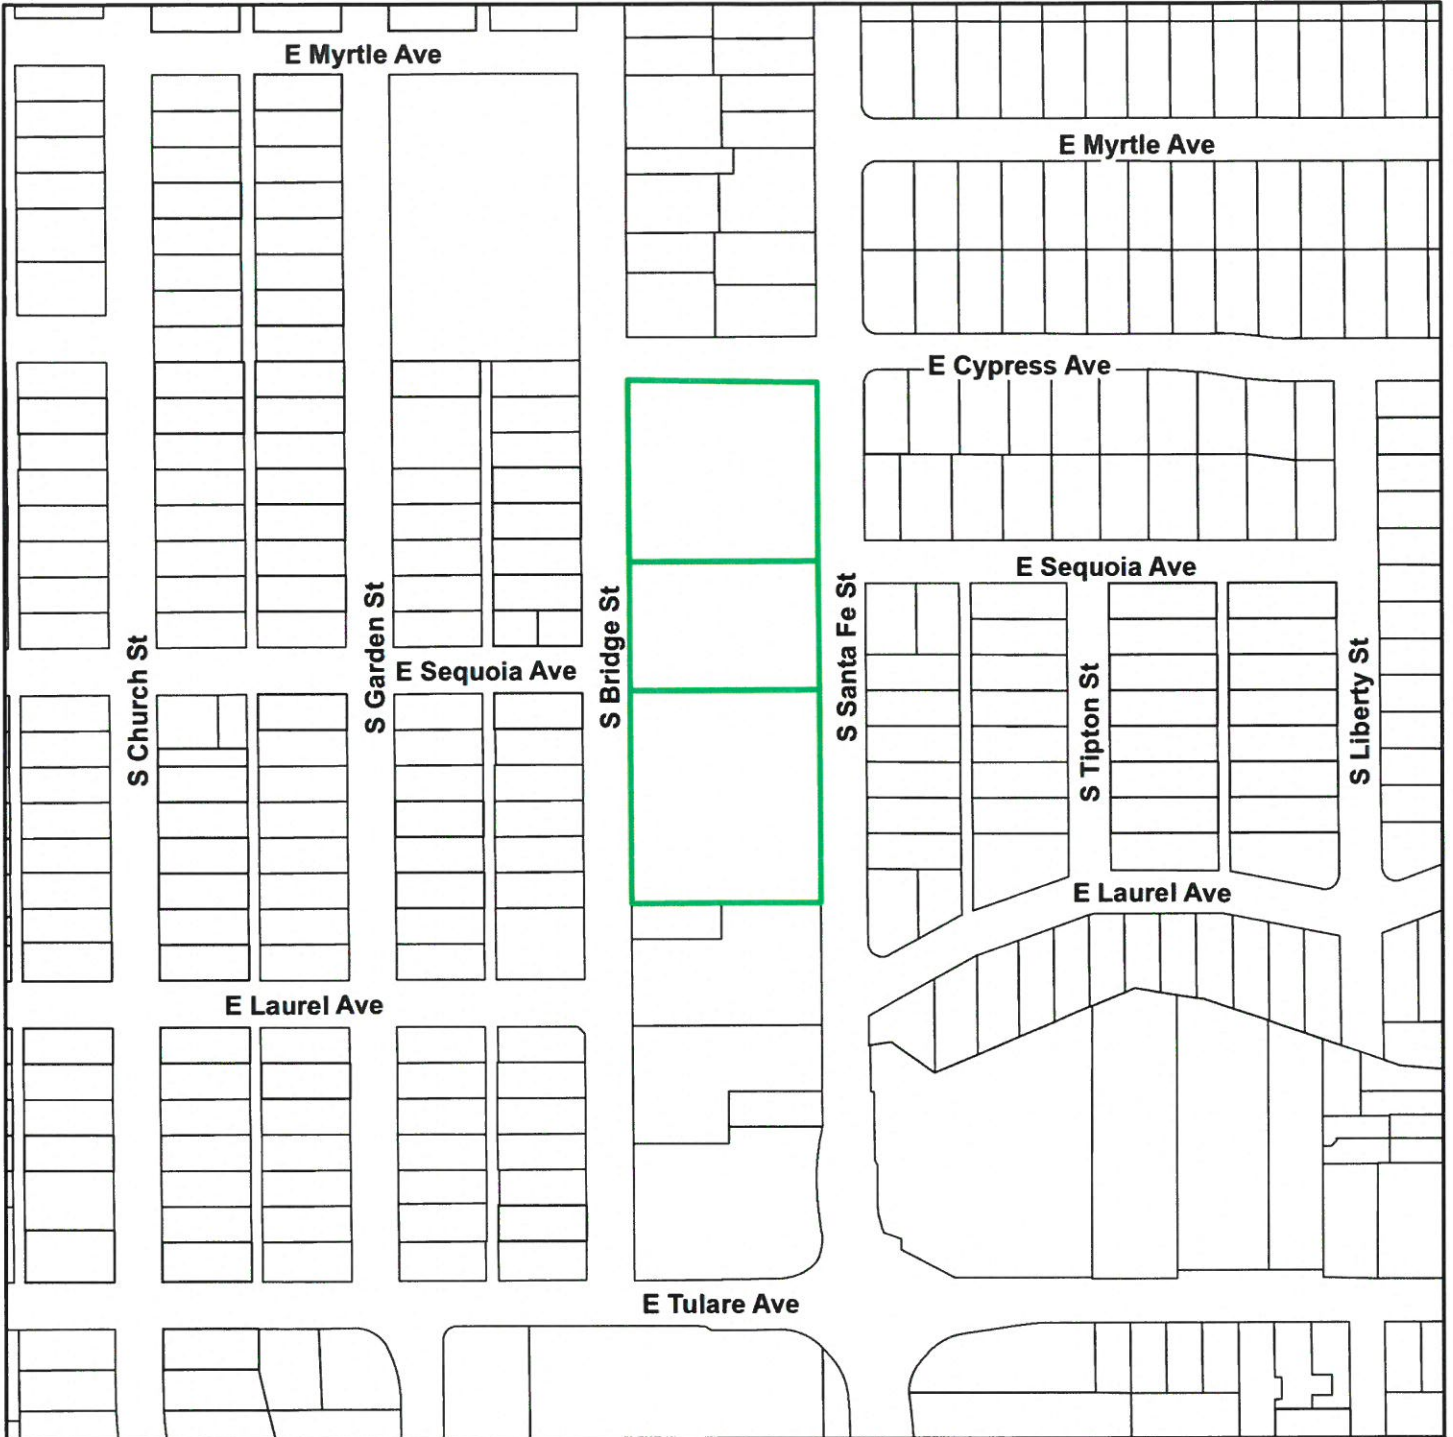 E Myrtle Ave
E Myrtle Ave
E Cypress Ave
E Sequoia Ave
S Church St
S Garden St
E Sequoia Ave
S Bridge St
S Santa Fe St
S Tipton St
S Liberty St
E Laurel Ave
E Laurel Ave
E Tulare Ave